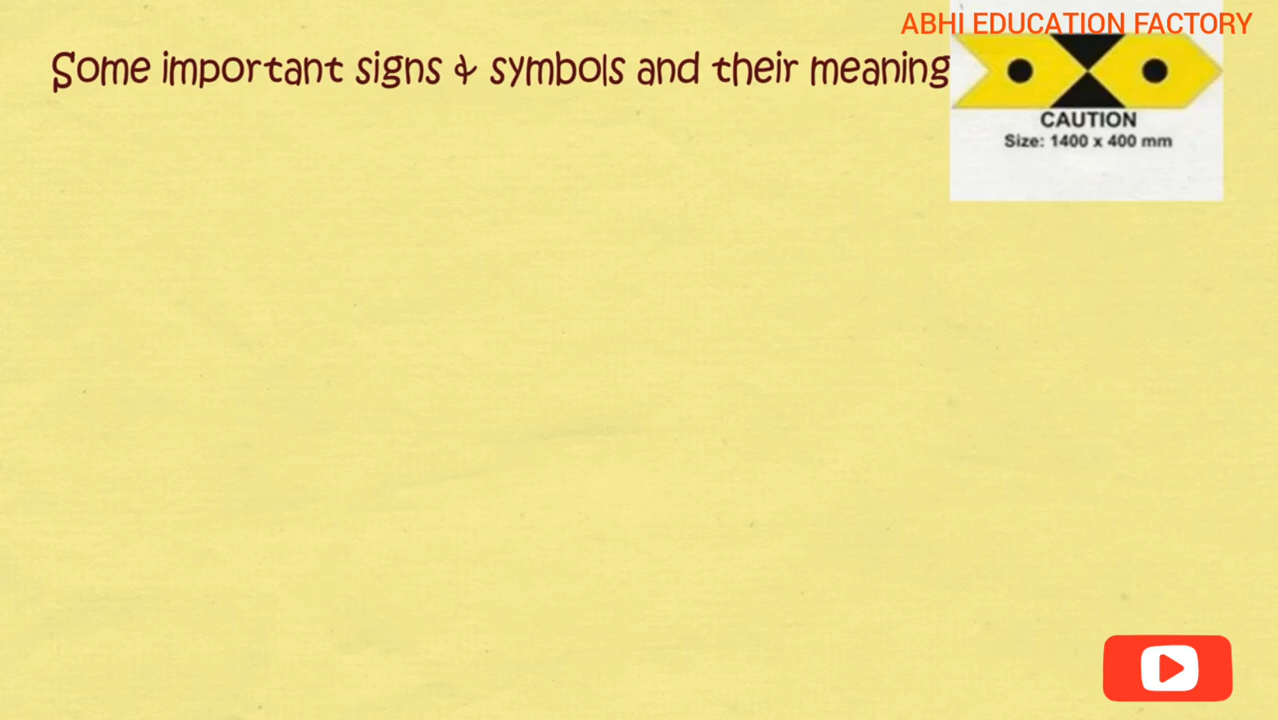 ABHI EDUCATION FACTORY
Some important signs & symbols and their meaning
CAUTION
Size: 1400 x 400 mm